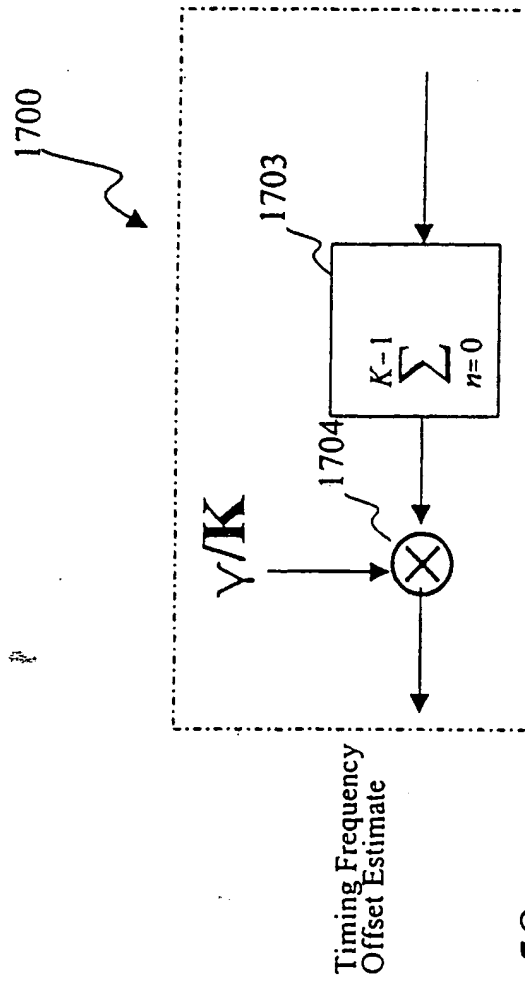 1700
1703
K−1
∑
n=0
1704
γ/K
Timing Frequency
Offset Estimate